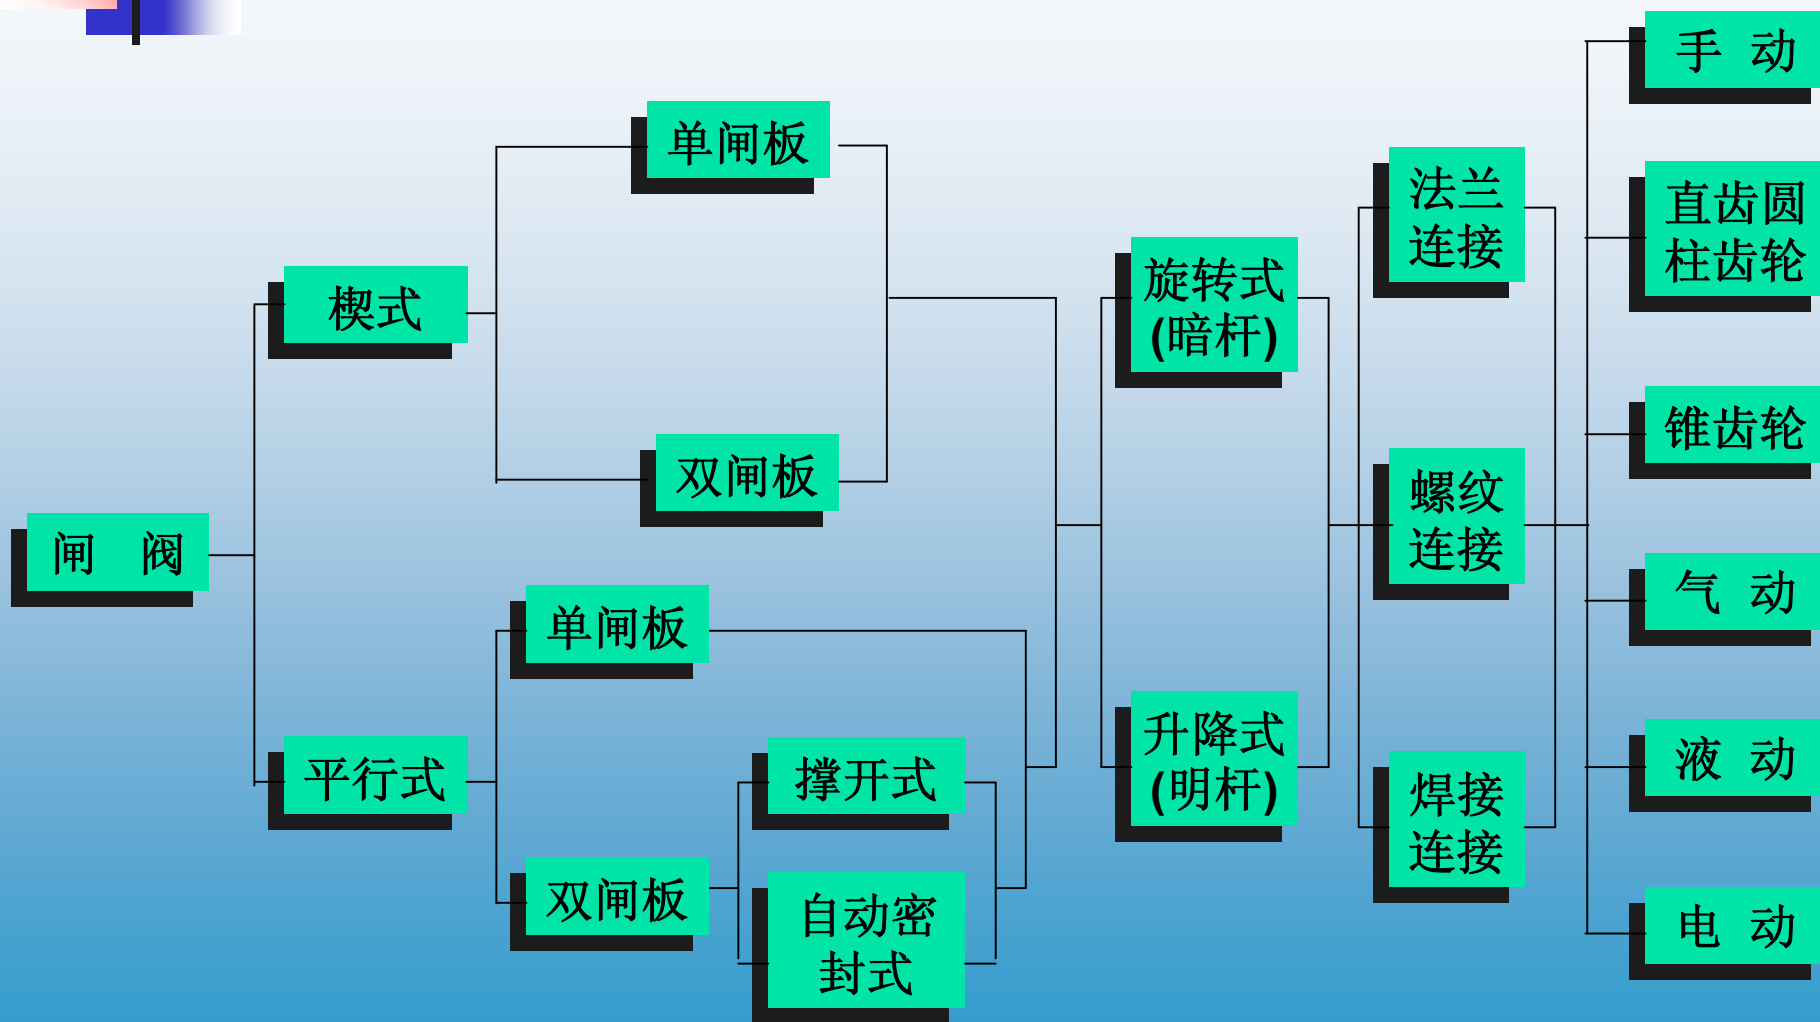 闸 阀
楔式
平行式
单闸板
双闸板
单闸板
双闸板
撑开式
自动密
封式
旋转式
(暗杆)
升降式
(明杆)
法兰
连接
螺纹
连接
焊接
连接
手 动
直齿圆
柱齿轮
锥齿轮
气 动
液 动
电 动